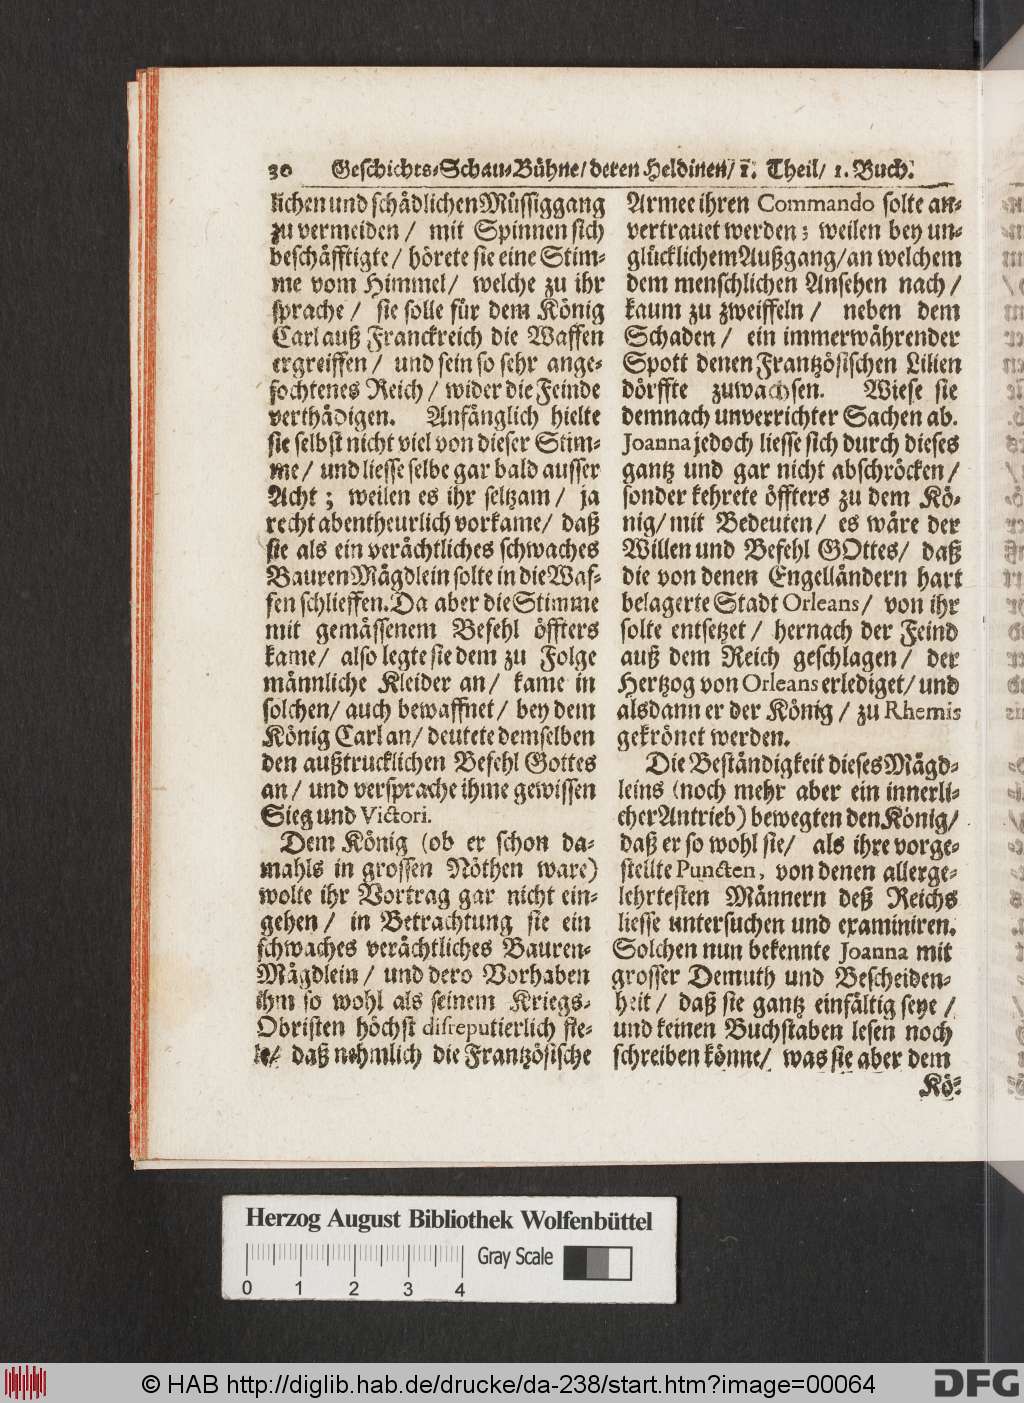 30 Geschichts-Schau-Bühne/ deren Heldinen/ 1. Theil/ 1. Buch.
lichen und schädlichen Müssiggang
zu vermeiden / mit Spinnen sich
beschäfftigte / hörete sie eine Stim-
me vom Himmel/ welche zu ihr
sprache / sie solle für dem König
Carl auß Franckreich die Waffen
ergreiffen / und sein so sehr ange-
fochtenes Reich / wider die Feinde
verthädigen. Anfänglich hielte
sie selbst nicht viel von dieser Stim-
me/ und liesse selbe gar bald ausser
Acht ; weilen es ihr seltzam / ja
recht abentheurlich vorkame/ daß
sie als ein verächtliches schwaches
Bauren Mägdlein solte in die Waf-
fen schlieffen. Da aber die Stimme
mit gemässenem Befehl öffters
kame/ also legte sie dem zu Folge
männliche Kleider an/ kame in
solchen/ auch bewaffnet/ bey dem
König Carl an/ deutete demselben
den außtrucklichen Befehl Gottes
an/ und versprache ihme gewissen
Sieg und Victori.
Dem König (ob er schon da-
mahls in grossen Nöthen ware)
wolte ihr Vortrag gar nicht ein-
gehen / in Betrachtung sie ein
schwaches verächtliches Bauren-
Mägdlein / und dero Vorhaben
ihm so wohl als seinem Kriegs-
Obristen höchst disreputierlich fie-
le/ daß nehmlich die Frantzösische
Armee ihren Commando solte an-
vertrauet werden; weilen bey un-
glücklichem Außgang/ an welchem
dem menschlichen Ansehen nach /
kaum zu zweiffeln / neben dem
Schaden / ein immerwährender
Spott denen Frantzösischen Lilien
dörffte zuwachsen. Wiese sie
demnach unverrichter Sachen ab.
Joanna jedoch liesse sich durch dieses
gantz und gar nicht abschröcken /
sonder kehrete öffters zu dem Kö-
nig/ mit Bedeuten / es wäre der
Willen und Befehl GOttes/ daß
die von denen Engelländern hart
belagerte Stadt Orleans / von ihr
solte entsetzet / hernach der Feind
auß dem Reich geschlagen / der
Hertzog von Orleans erlediget/ und
alsdann er der König / zu Rhemis
gekrönet werden.
Die Beständigkeit dieses Mägd-
leins (noch mehr aber ein innerli-
cher Antrieb) bewegten den König/
daß er so wohl sie/ als ihre vorge-
stellte Puncten, von denen allerge-
lehrtesten Männern deß Reichs
liesse untersuchen und examiniren.
Solchen nun bekennte Joanna mit
grosser Demuth und Bescheiden-
heit / daß sie gantz einfältig seye /
und keinen Buchstaben lesen noch
schreiben könne/ was sie aber dem
Kö-
Herzog August Bibliothek Wolfenbüttel
Gray Scale
0 1 2 3 4
© HAB http://diglib.hab.de/drucke/da-238/start.htm?image=00064
DFG